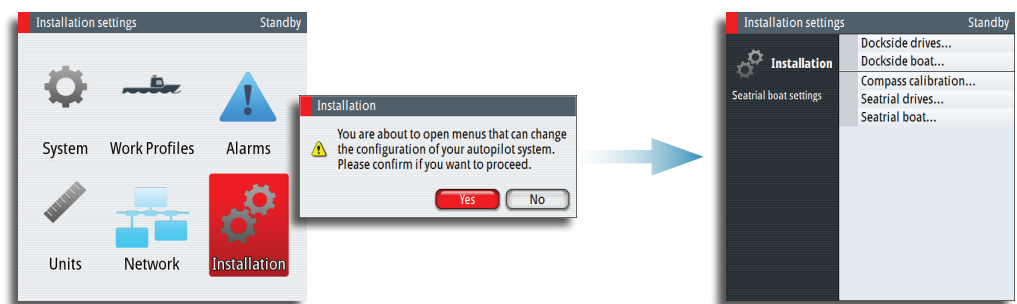 Installation settings Standby
System Work Profiles Alarms
Units Network Installation
Installation
You are about to open menus that can change
the configuration of your autopilot system.
Please confirm if you want to proceed.
Yes No
Installation settings Standby
Installation
Seatrial boat settings
Dockside drives...
Dockside boat...
Compass calibration...
Seatrial drives...
Seatrial boat...